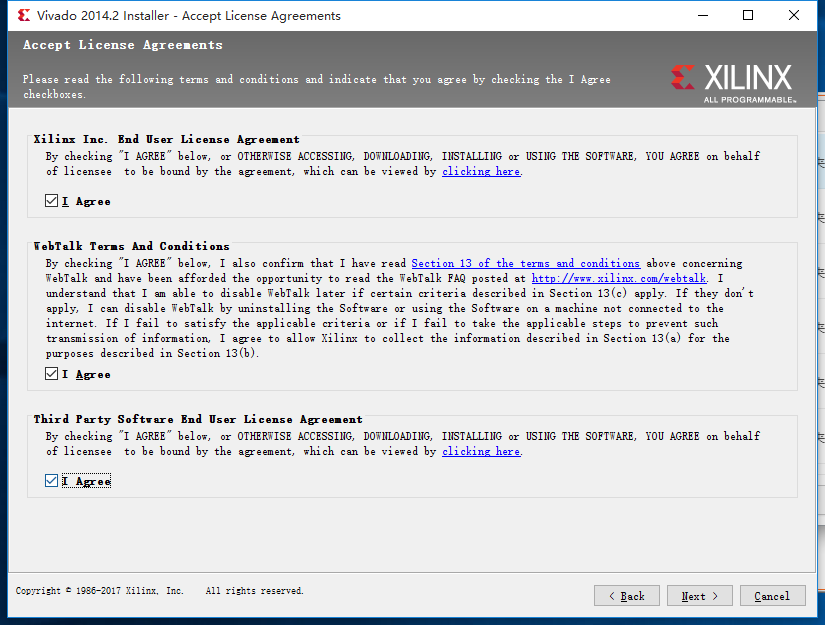 Vivado 2014.2 Installer - Accept License Agreements
Accept License Agreements
Please read the following terms and conditions and indicate that you agree by checking the I Agree
checkboxes.
XILINX
ALL PROGRAMMABLE™
Xilinx Inc. End User License Agreement
By checking "I AGREE" below, or OTHERWISE ACCESSING, DOWNLOADING, INSTALLING or USING THE SOFTWARE, YOU AGREE on behalf
of licensee  to be bound by the agreement, which can be viewed by clicking here.
I Agree
WebTalk Terms And Conditions
By checking "I AGREE" below, I also confirm that I have read Section 13 of the terms and conditions above concerning
WebTalk and have been afforded the opportunity to read the WebTalk FAQ posted at http://www.xilinx.com/webtalk. I
understand that I am able to disable WebTalk later if certain criteria described in Section 13(c) apply. If they don't
apply, I can disable WebTalk by uninstalling the Software or using the Software on a machine not connected to the
internet. If I fail to satisfy the applicable criteria or if I fail to take the applicable steps to prevent such
transmission of information, I agree to allow Xilinx to collect the information described in Section 13(a) for the
purposes described in Section 13(b).
I Agree
Third Party Software End User License Agreement
By checking "I AGREE" below, or OTHERWISE ACCESSING, DOWNLOADING, INSTALLING or USING THE SOFTWARE, YOU AGREE on behalf
of licensee  to be bound by the agreement, which can be viewed by clicking here.
I Agree
Copyright © 1986-2017 Xilinx, Inc.   All rights reserved.
< Back   Next >   Cancel